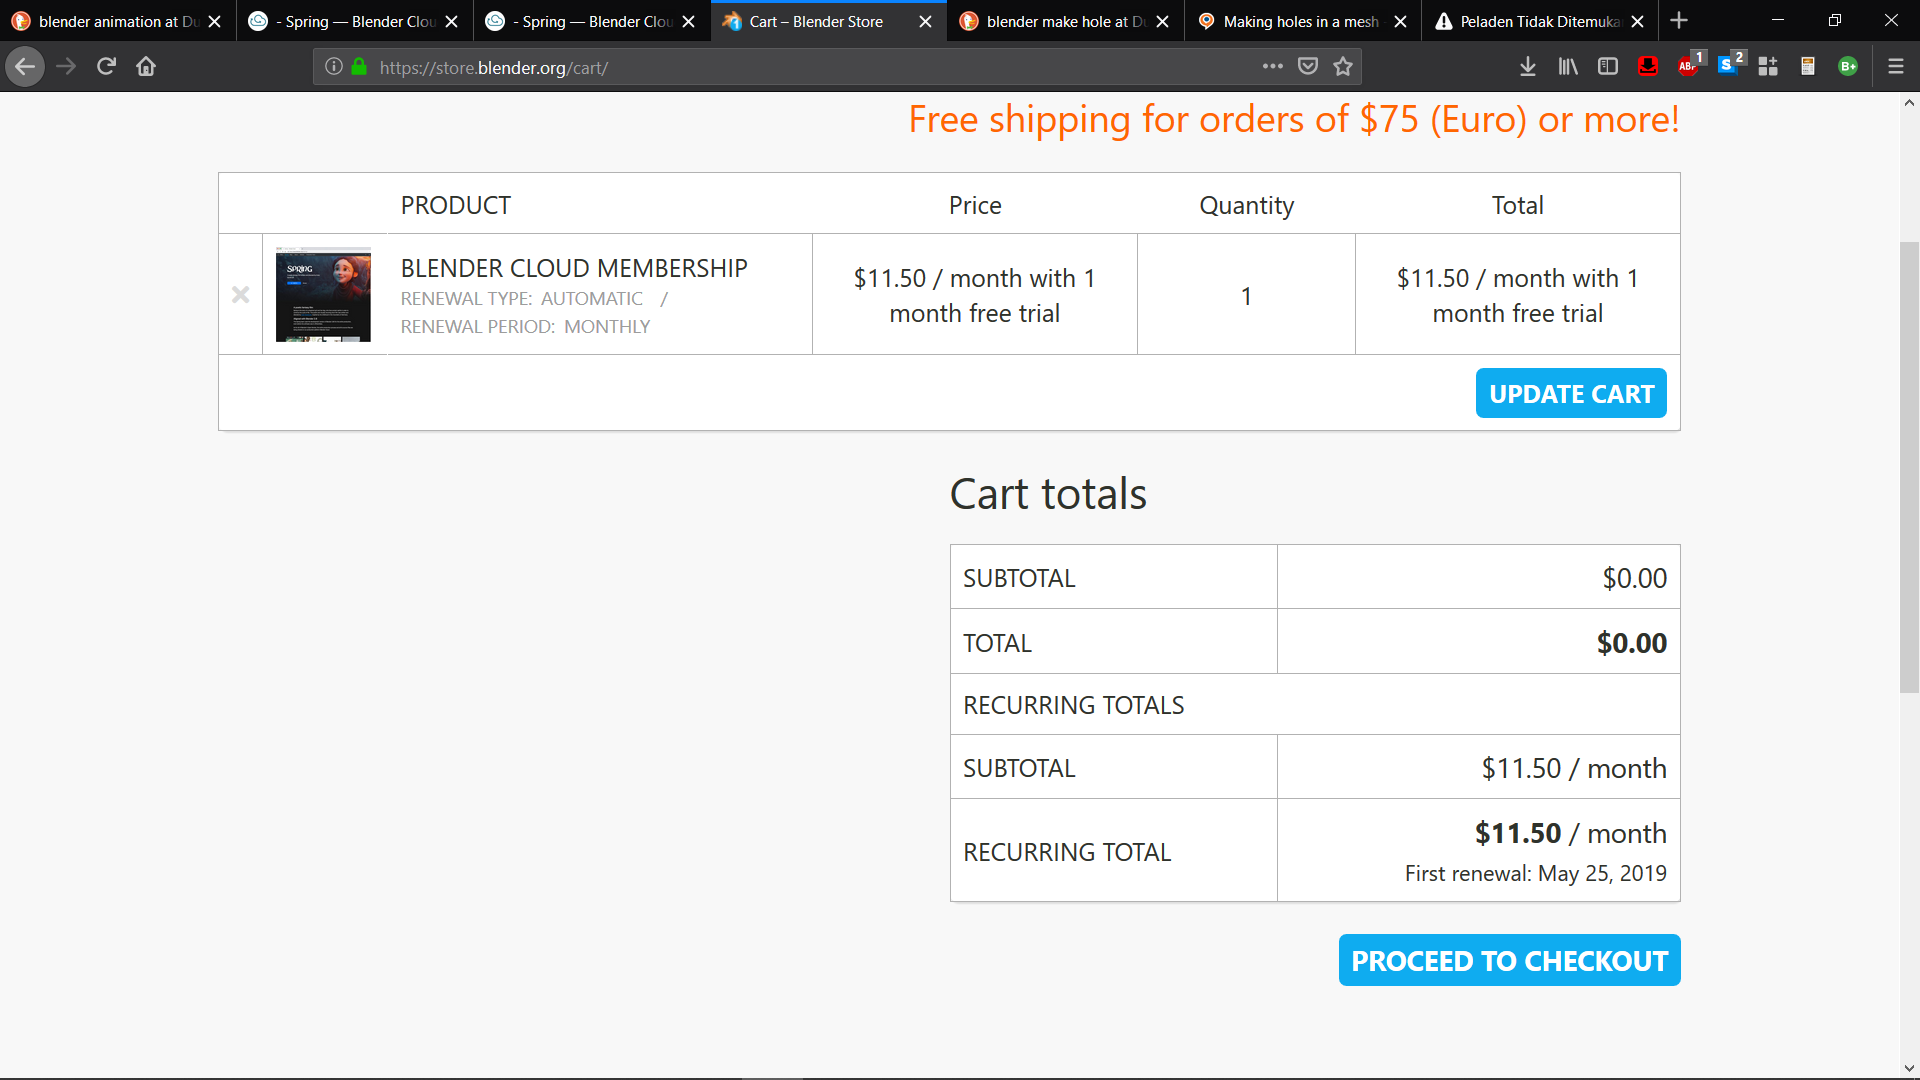 blender animation at Du
- Spring — Blender Clou
- Spring — Blender Clou
Cart – Blender Store
blender make hole at Du
Making holes in a mesh
Peladen Tidak Ditemuka
https://store.blender.org/cart/
ABP
1
S
2
B+
Free shipping for orders of $75 (Euro) or more!
PRODUCT
Price
Quantity
Total
SPRING
BLENDER CLOUD MEMBERSHIP
RENEWAL TYPE: AUTOMATIC /
RENEWAL PERIOD: MONTHLY
$11.50 / month with 1
month free trial
1
$11.50 / month with 1
month free trial
UPDATE CART
Cart totals
SUBTOTAL
$0.00
TOTAL
$0.00
RECURRING TOTALS
SUBTOTAL
$11.50 / month
RECURRING TOTAL
$11.50 / month
First renewal: May 25, 2019
PROCEED TO CHECKOUT